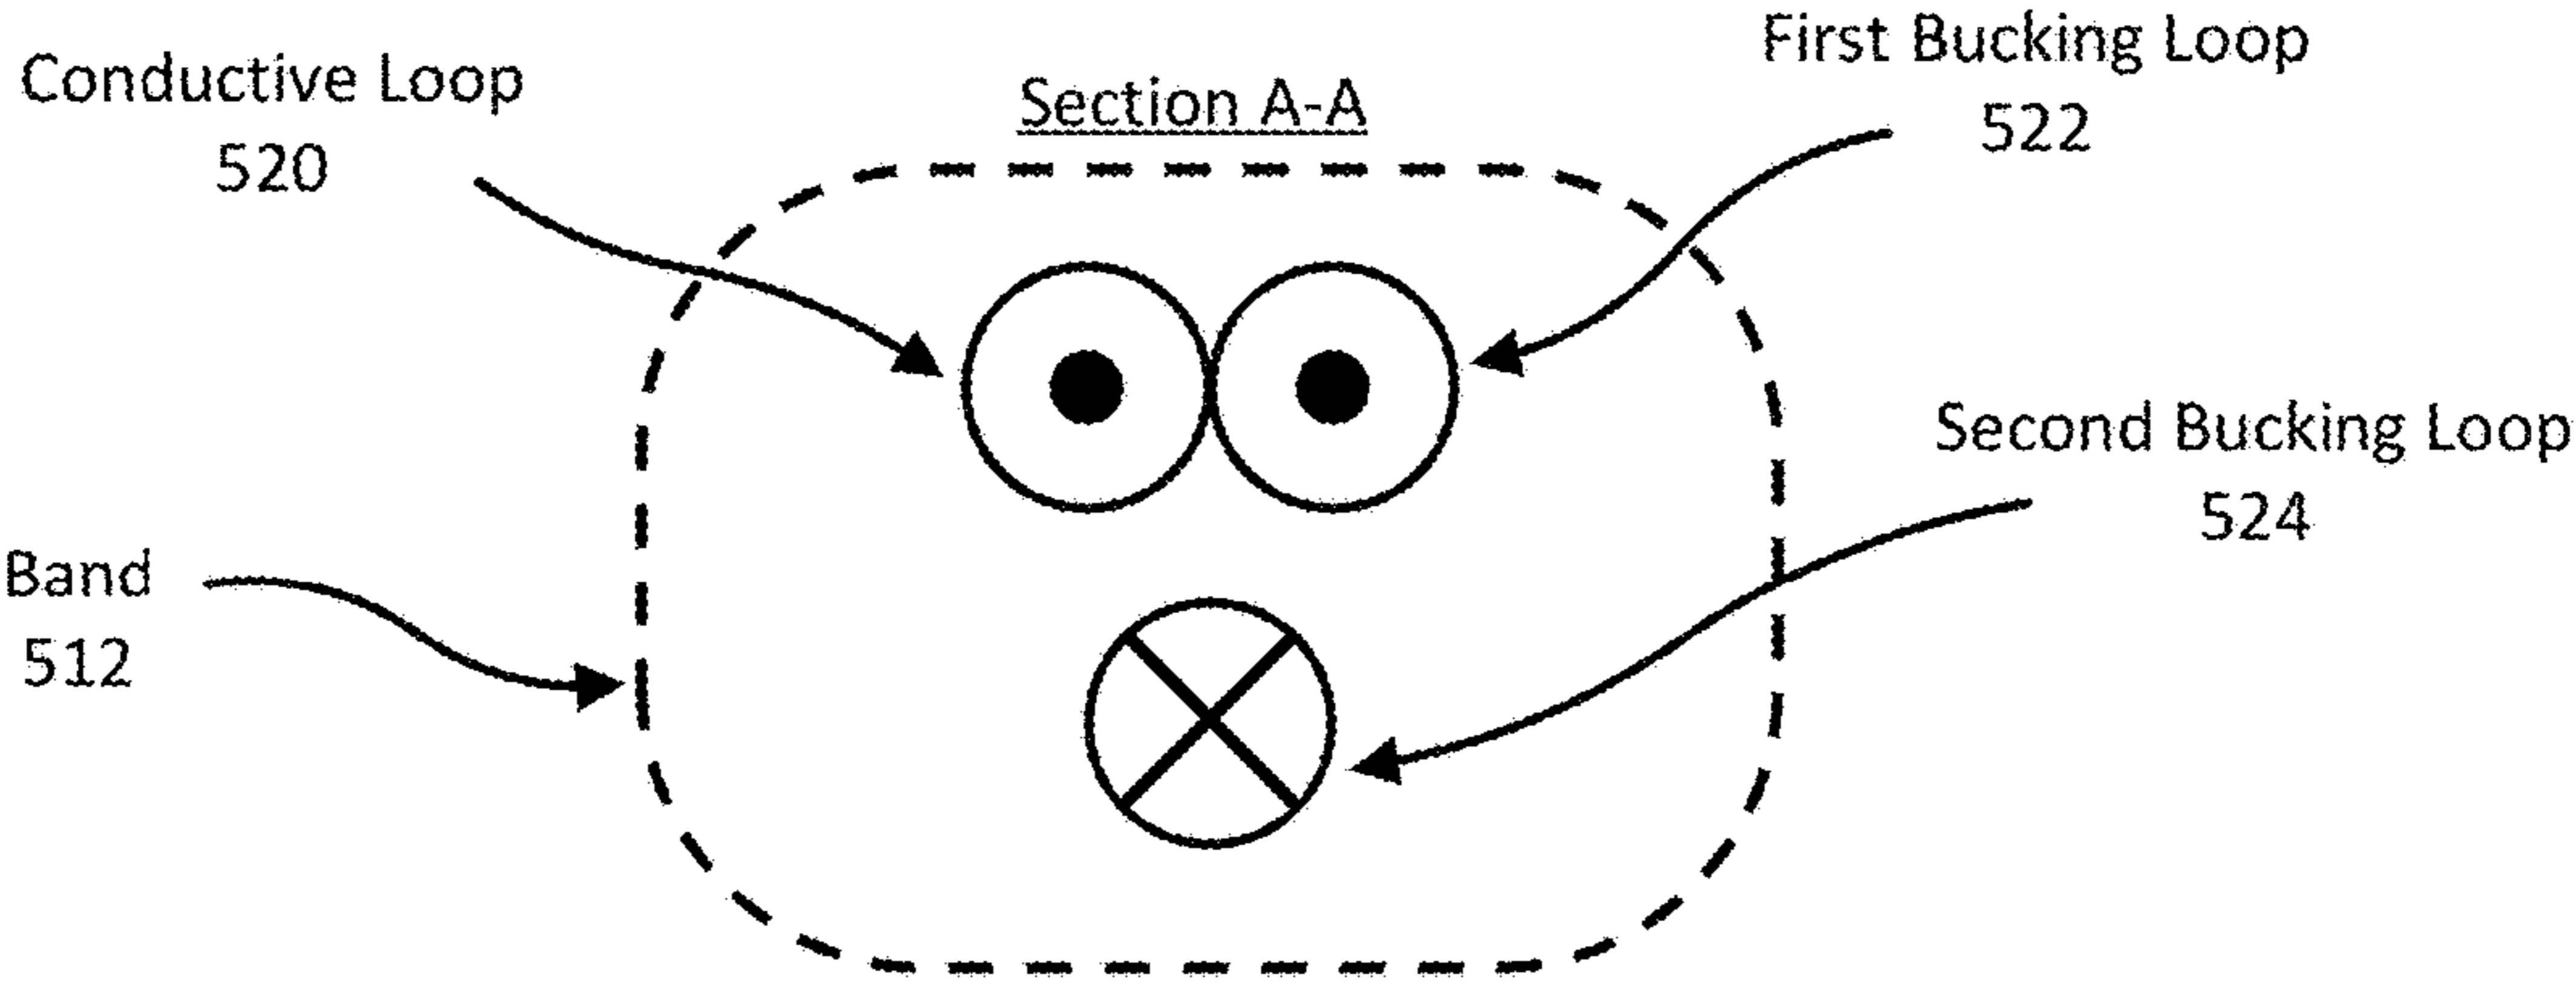 Conductive Loop
520
Section A-A
First Bucking Loop
522
Second Bucking Loop
524
Band
512